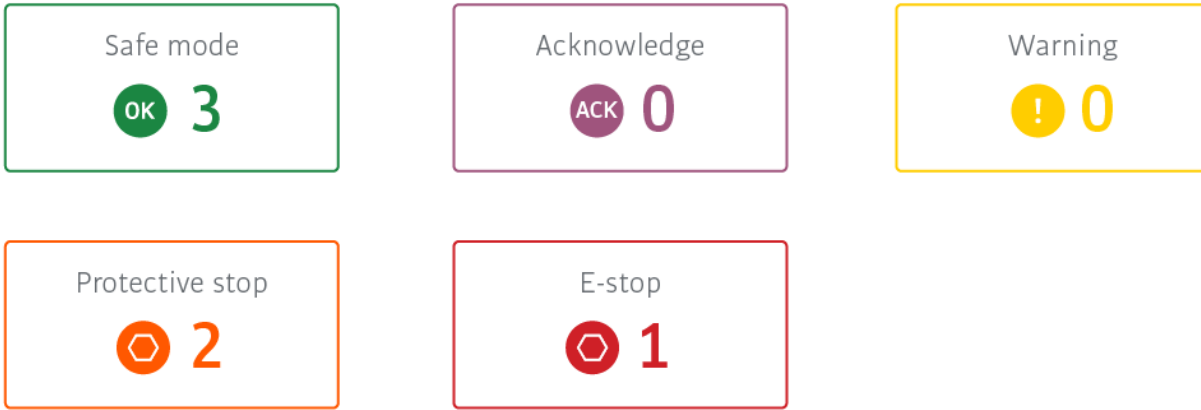 Safe mode
OK 3
Acknowledge
ACK 0
Warning
! 0
Protective stop
2
E-stop
1